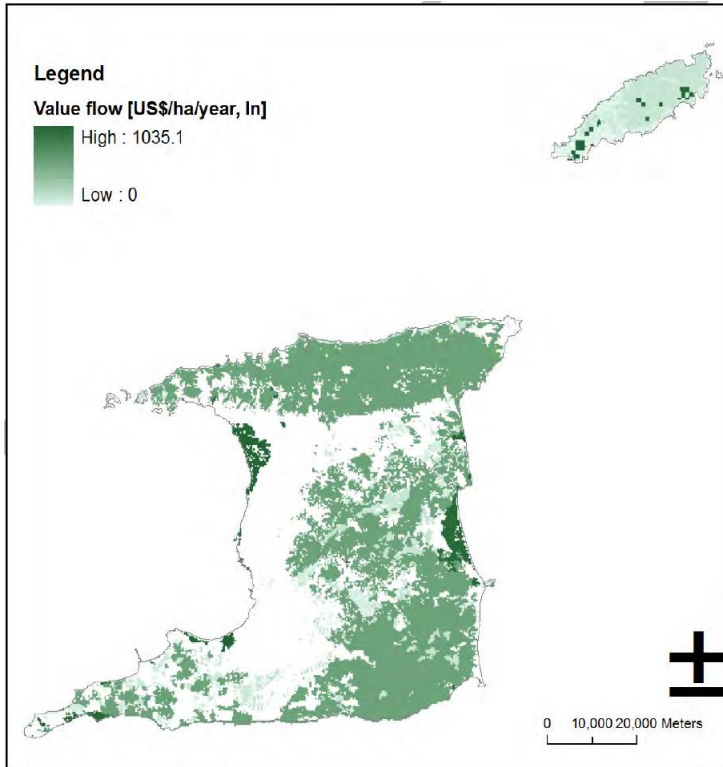 Legend
Value flow [US$/ha/year, ln]
High : 1035.1
Low : 0
0 10,000 20,000 Meters